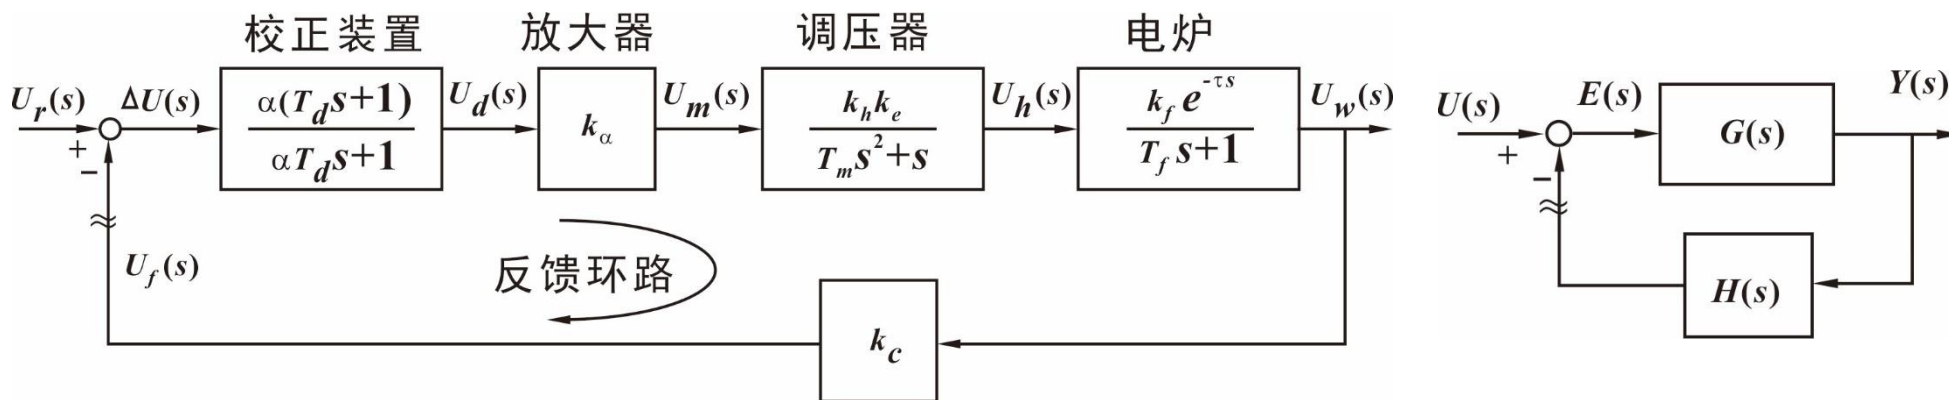 校正装置 放大器 调压器 电炉
U_r(s) ΔU(s) α(T_d s+1) / αT_d s+1 U_d(s) k_α U_m(s) k_h k_e / T_m s²+s U_h(s) k_f e^{-τs} / T_f s+1 U_w(s)
+
−
U_f(s)
反馈环路
k_c
U(s) E(s) G(s) Y(s)
+
−
H(s)